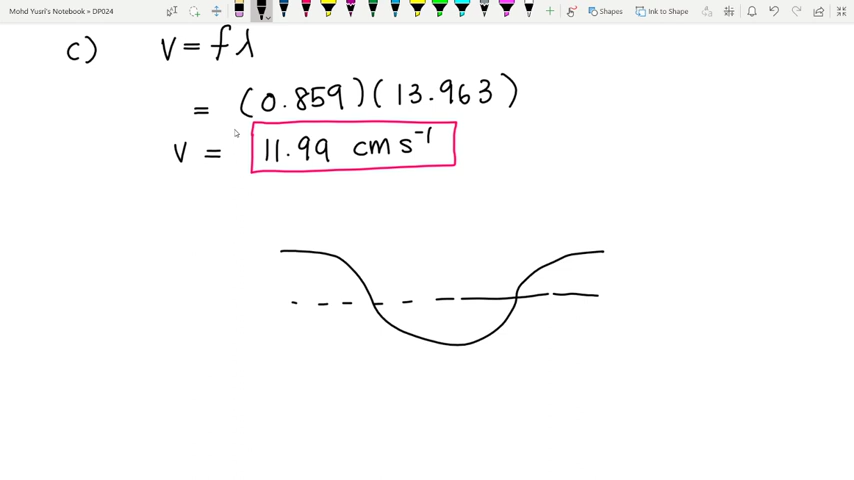 Mohd Yusri's Notebook » DP024
Shapes
Ink to Shape
c) v = fλ
= (0.859)(13.963)
v = 11.99 cm s⁻¹